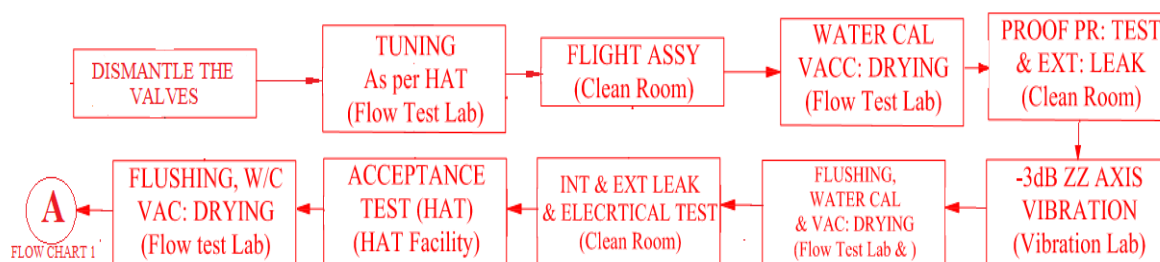 DISMANTLE THE
VALVES
TUNING
As per HAT
(Flow Test Lab)
FLIGHT ASSY
(Clean Room)
WATER CAL
VACC: DRYING
(Flow Test Lab)
PROOF PR: TEST
& EXT: LEAK
(Clean Room)
-3dB ZZ AXIS
VIBRATION
(Vibration Lab)
FLUSHING,
WATER CAL
& VAC: DRYING
(Flow Test Lab & )
INT & EXT LEAK
& ELECRTICAL TEST
(Clean Room)
ACCEPTANCE
TEST (HAT)
(HAT Facility)
FLUSHING, W/C
VAC: DRYING
(Flow test Lab)
A
FLOW CHART 1